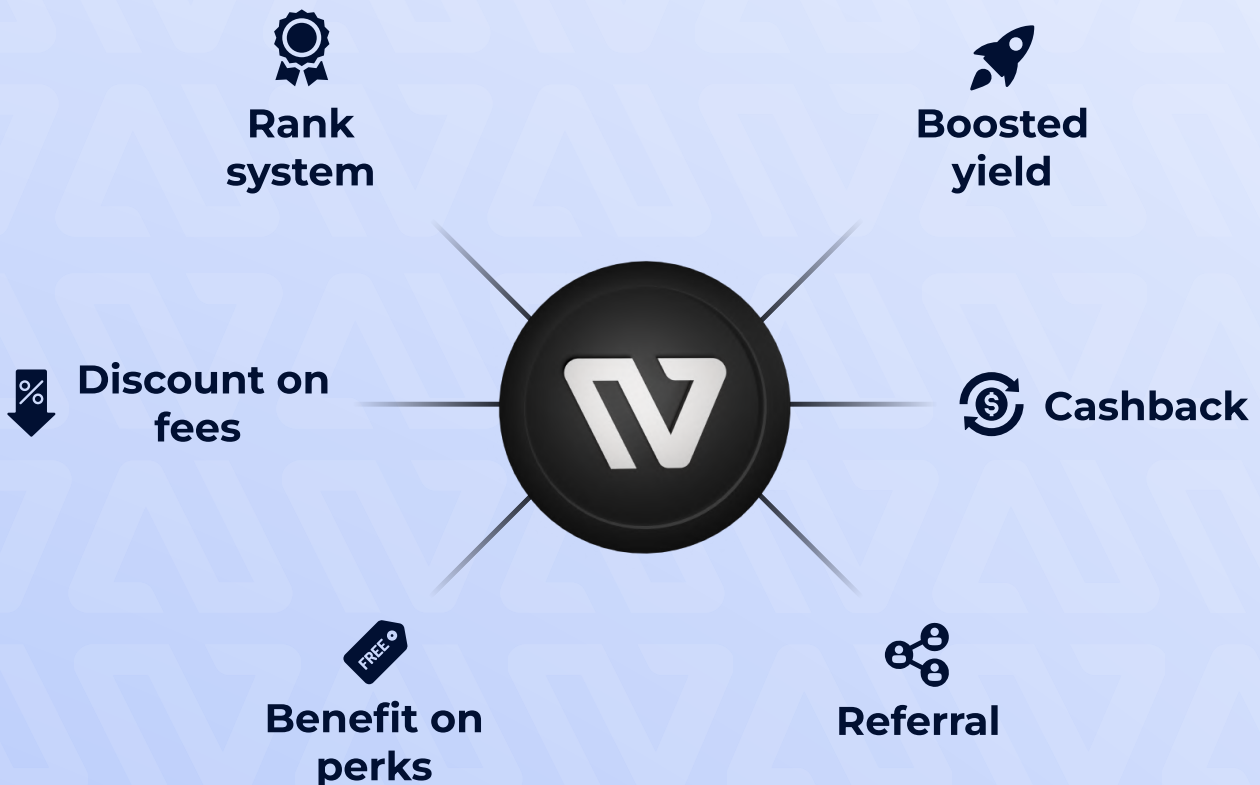 Rank
system
Boosted
yield
Discount on
fees
Cashback
FREE
Benefit on
perks
Referral